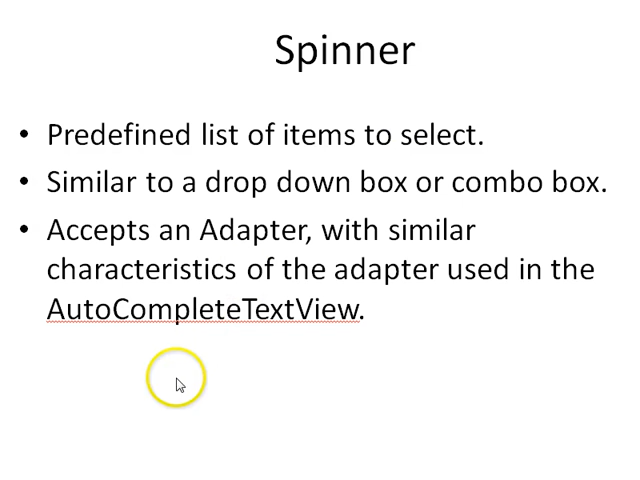 Spinner
• Predefined list of items to select.
• Similar to a drop down box or combo box.
• Accepts an Adapter, with similar
characteristics of the adapter used in the
AutoCompleteTextView.